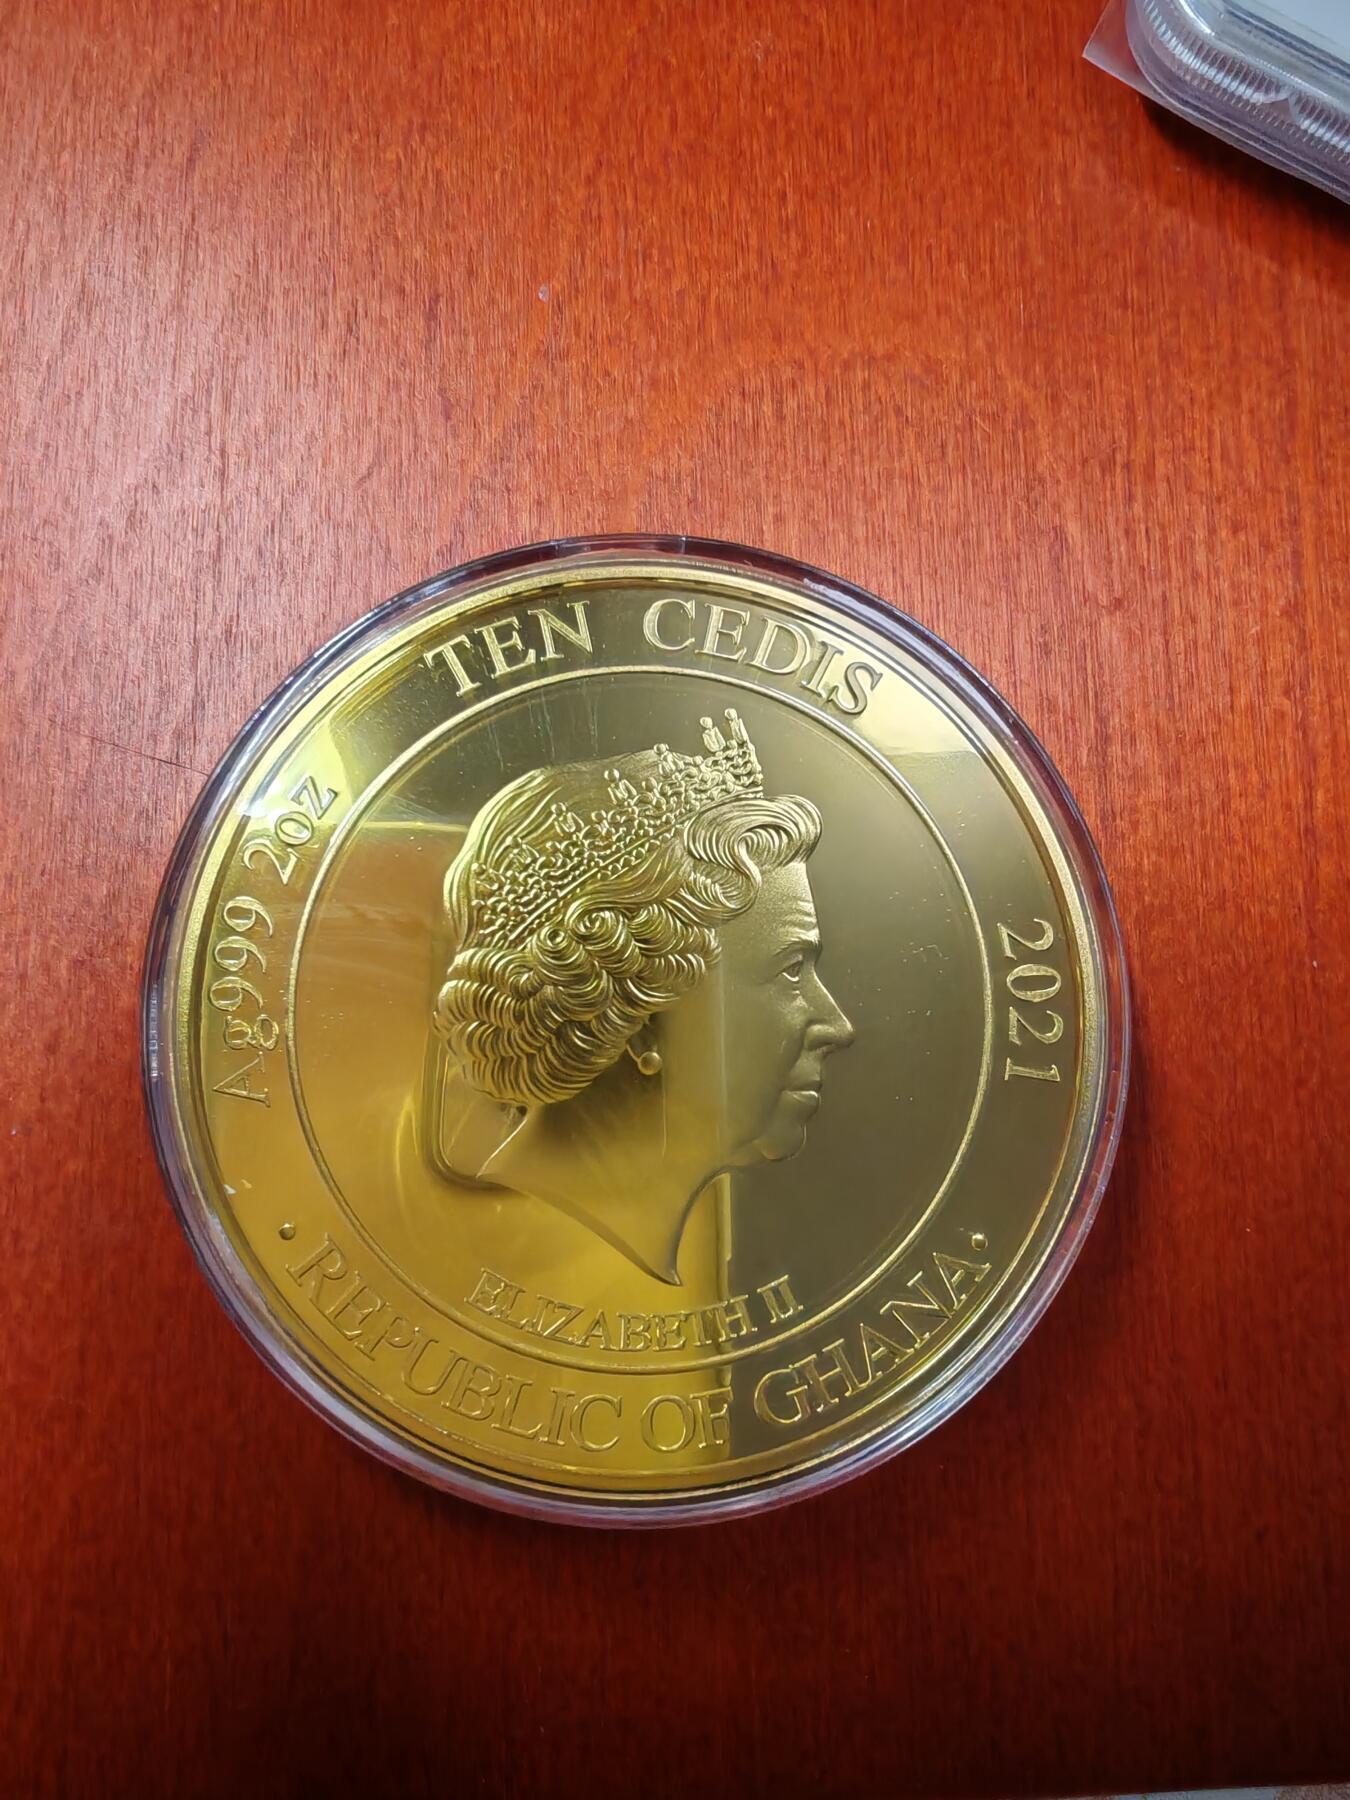 TEN CEDIS
Ag999 2oz
2021
ELIZABETH II
· REPUBLIC OF GHANA ·